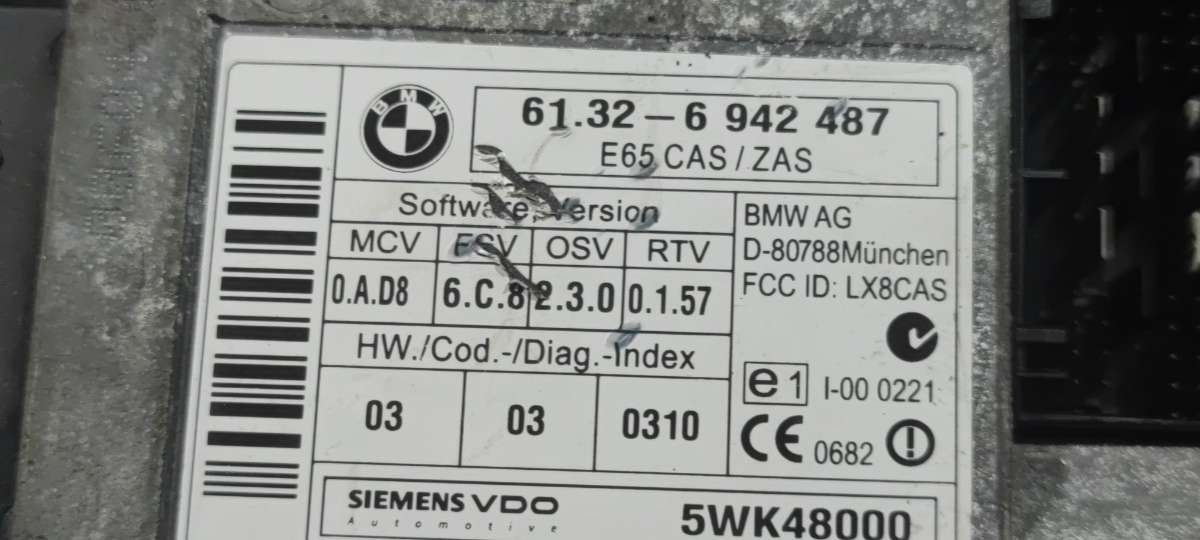 BMW
61.32-6 942 487
E65 CAS/ZAS
Software, Version
MCV FSV OSV RTV
0.A.D8 6.C.8 2.3.0 0.1.57
HW./Cod.-/Diag.-Index
03 03 0310
BMW AG
D-80788München
FCC ID: LX8CAS
e1 I-00 0221
CE 0682
SIEMENS VDO
Automotive
5WK48000